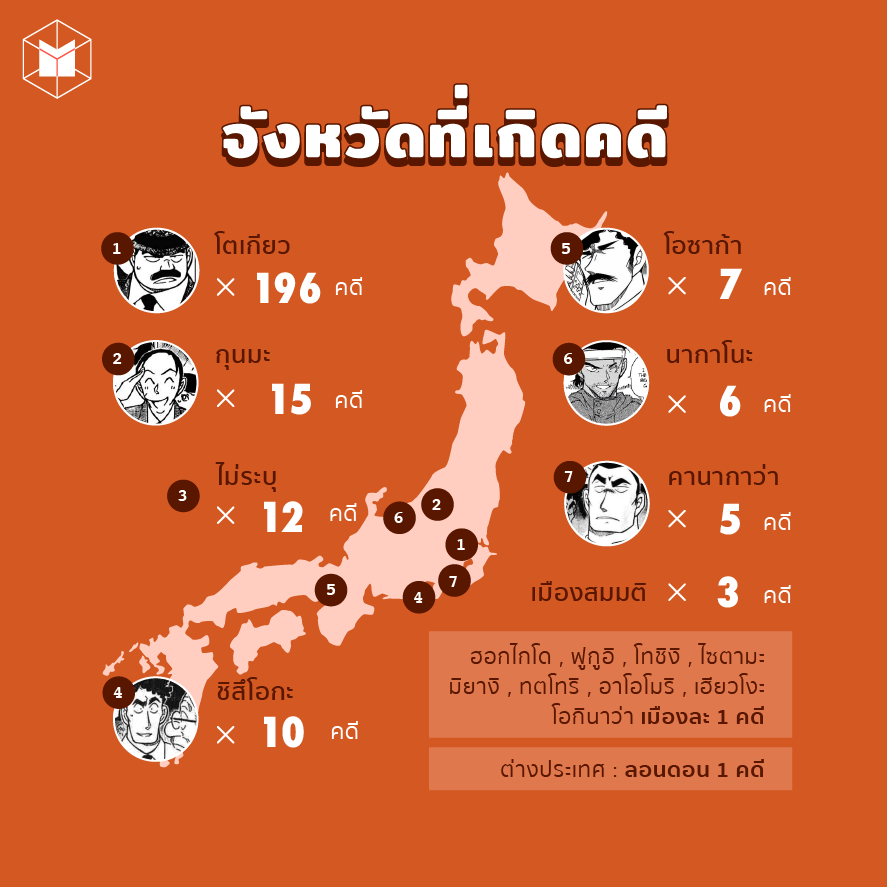 จังหวัดที่เกิดคดี
1
โตเกียว
× 196 คดี
2
กุนมะ
× 15 คดี
3
ไม่ระบุ
× 12 คดี
4
ชิสึโอกะ
× 10 คดี
5
โอซาก้า
× 7 คดี
6
นากาโนะ
× 6 คดี
7
คานากาว่า
× 5 คดี
เมืองสมมติ × 3 คดี
2
6
1
7
4
5
ฮอกไกโด , ฟูกูอิ , โทชิงิ , ไซตามะ
มิยางิ , ทตโทริ , อาโอโมริ , เฮียวโงะ
โอกินาว่า เมืองละ 1 คดี
ต่างประเทศ : ลอนดอน 1 คดี